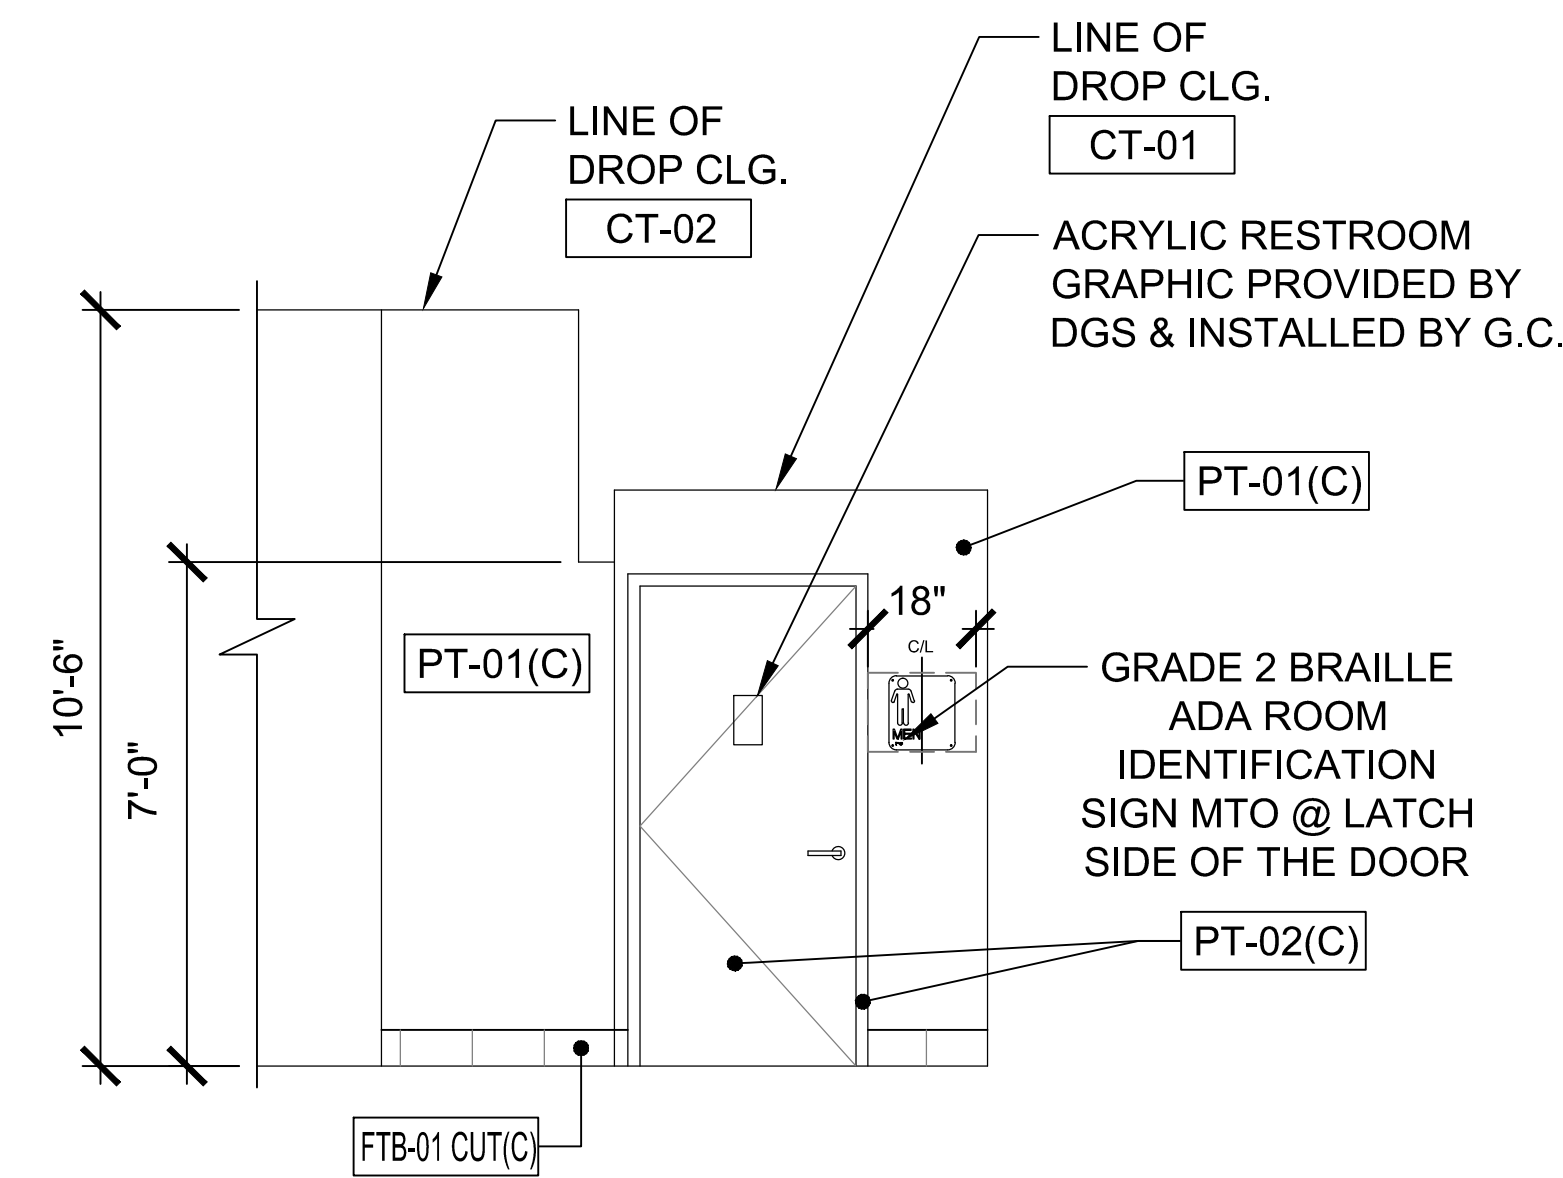 LINE OF
DROP CLG.
CT-01
LINE OF
DROP CLG.
CT-02
ACRYLIC RESTROOM
GRAPHIC PROVIDED BY
DGS & INSTALLED BY G.C.
PT-01(C)
18"
C/L
PT-01(C)
10'-6"
7'-0"
MEN
GRADE 2 BRAILLE
ADA ROOM
IDENTIFICATION
SIGN MTO @ LATCH
SIDE OF THE DOOR
PT-02(C)
FTB-01 CUT(C)